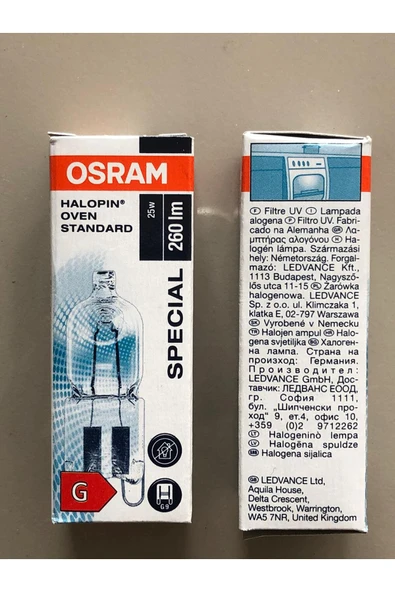 OSRAM
HALOPIN®
OVEN
STANDARD
25W
260 lm
SPECIAL
G
G9
Filtre UV Lampada
alogena Filtro UV. Fabri-
cado na Alemanha Λα-
μπτήρας αλογόνου Ha-
logén lámpa. Származási
hely: Németország. Forgal-
mazó: LEDVANCE Kft.,
1113 Budapest, Nagysző-
lős utca 11-15 Żarówka
halogenowa. LEDVANCE
Sp. z o.o. ul. Klimczaka 1,
klatka E, 02-797 Warszawa
Vyrobené v Nemecku
Halojen ampul Halo-
gena svjetiljka Халоген-
на лампа. Страна на
произход: Германия.
Производител:
LEDVANCE GmbH, Дос-
тавчик: ЛЕДВАНС ЕООД,
гр. София 1111,
бул. „Шипченски про-
ход" 9, ет.4, офис 10,
+359 (0)2 9712262
Halogeninė lempa
Halogēna spuldze
Halogena sijalica
LEDVANCE Ltd,
Aquila House,
Delta Crescent,
Westbrook, Warrington,
WA5 7NR, United Kingdom